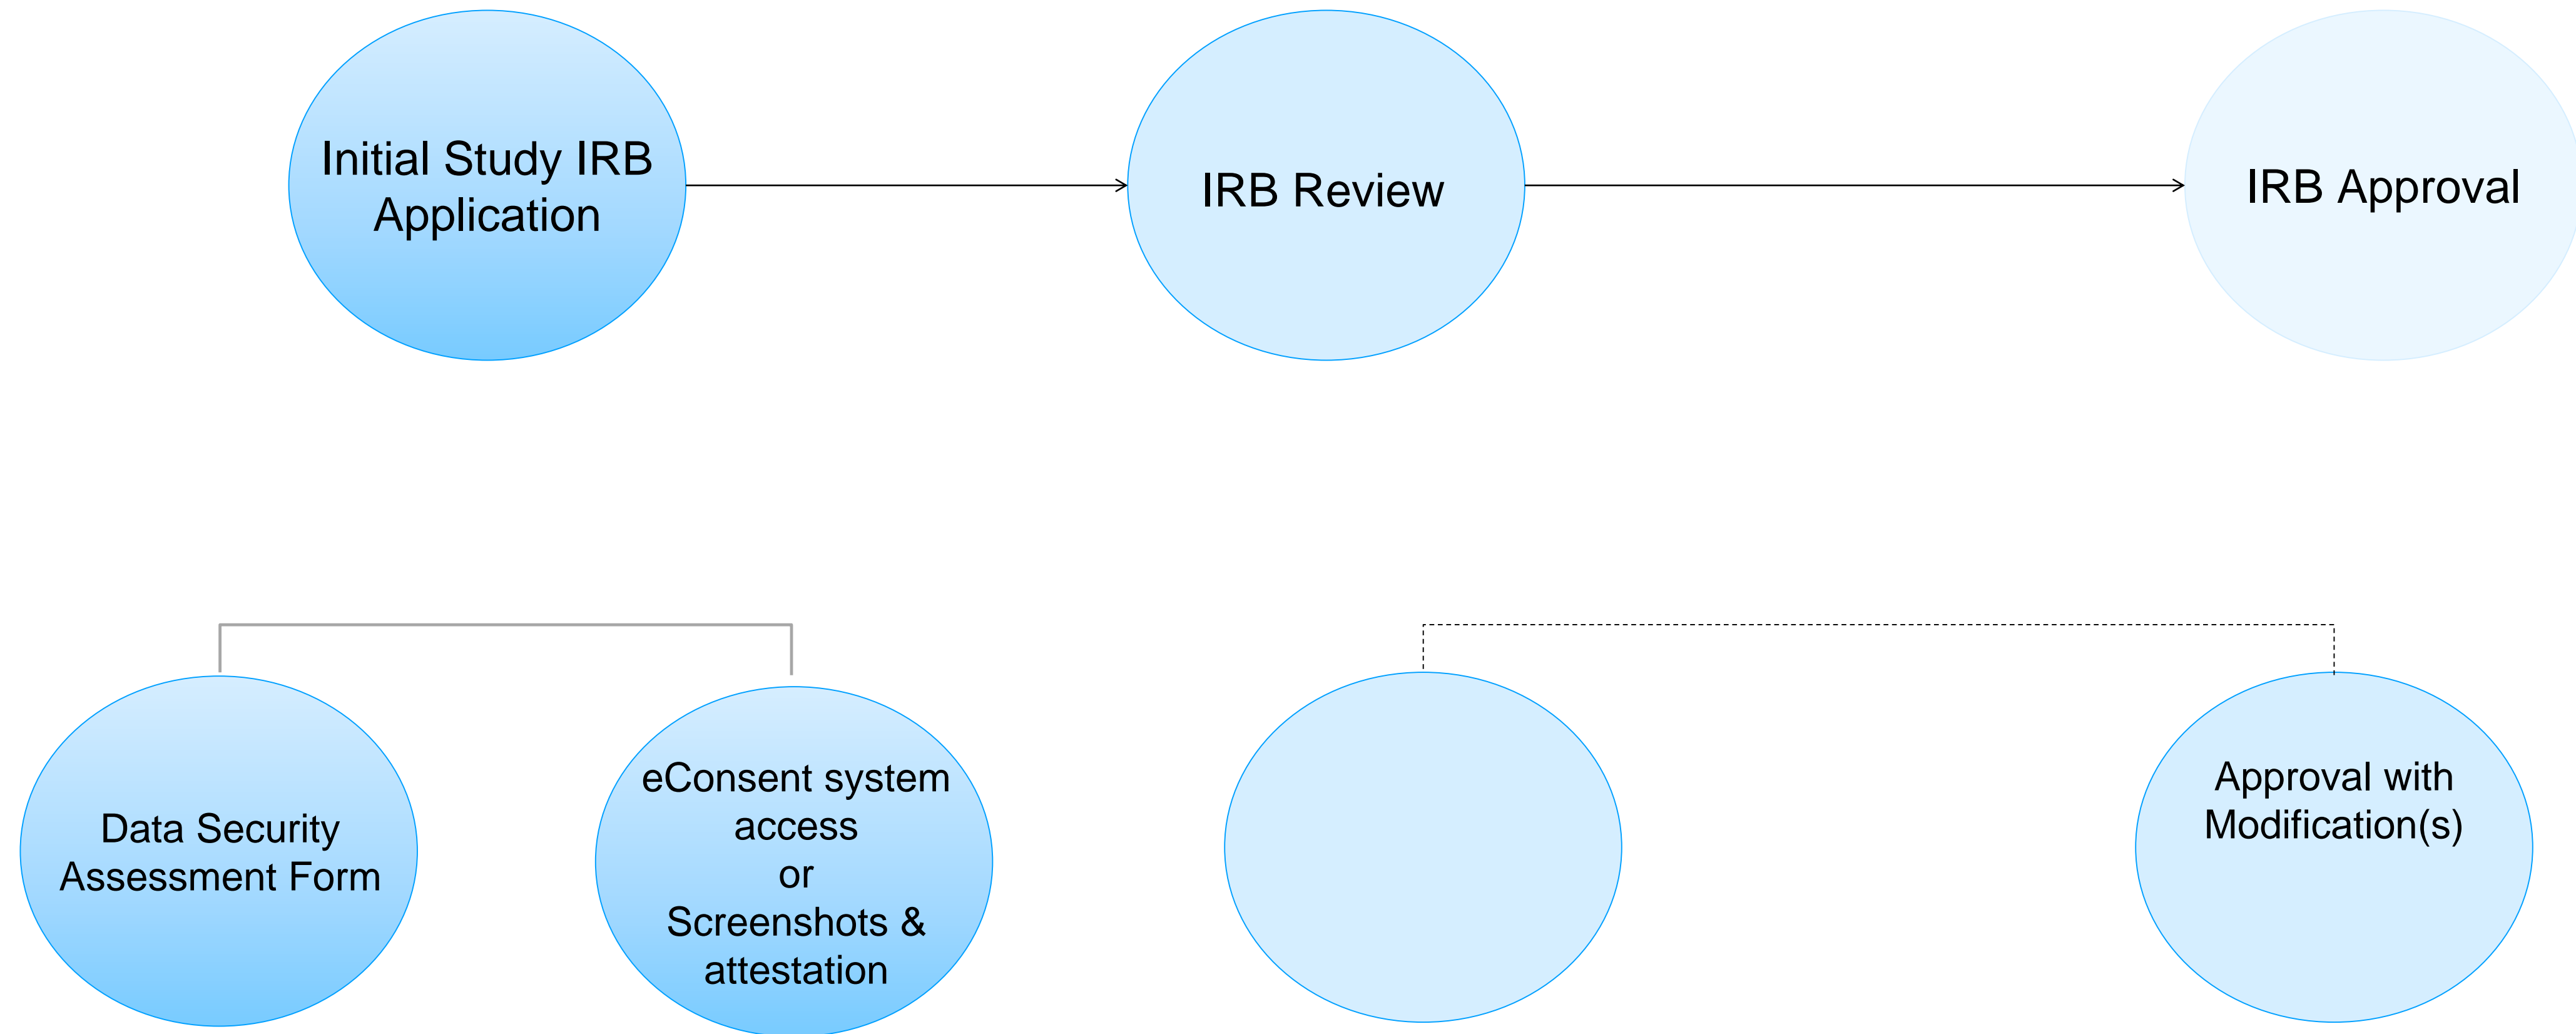 Initial Study IRB
Application
IRB Review
IRB Approval
Data Security
Assessment Form
eConsent system
access
or
Screenshots &
attestation
Approval with
Modification(s)